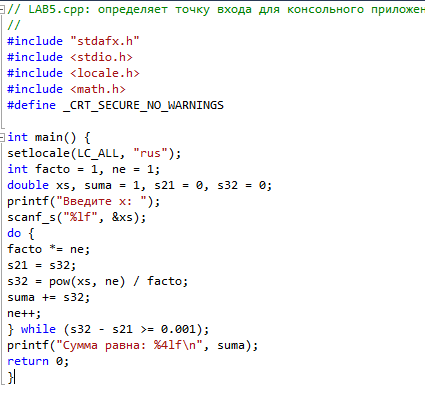 // LAB5.cpp: определяет точку входа для консольного приложен
//
#include "stdafx.h"
#include <stdio.h>
#include <locale.h>
#include <math.h>
#define _CRT_SECURE_NO_WARNINGS
int main() {
setlocale(LC_ALL, "rus");
int facto = 1, ne = 1;
double xs, suma = 1, s21 = 0, s32 = 0;
printf("Введите x: ");
scanf_s("%lf", &xs);
do {
facto *= ne;
s21 = s32;
s32 = pow(xs, ne) / facto;
suma += s32;
ne++;
} while (s32 - s21 >= 0.001);
printf("Сумма равна: %4lf\n", suma);
return 0;
}